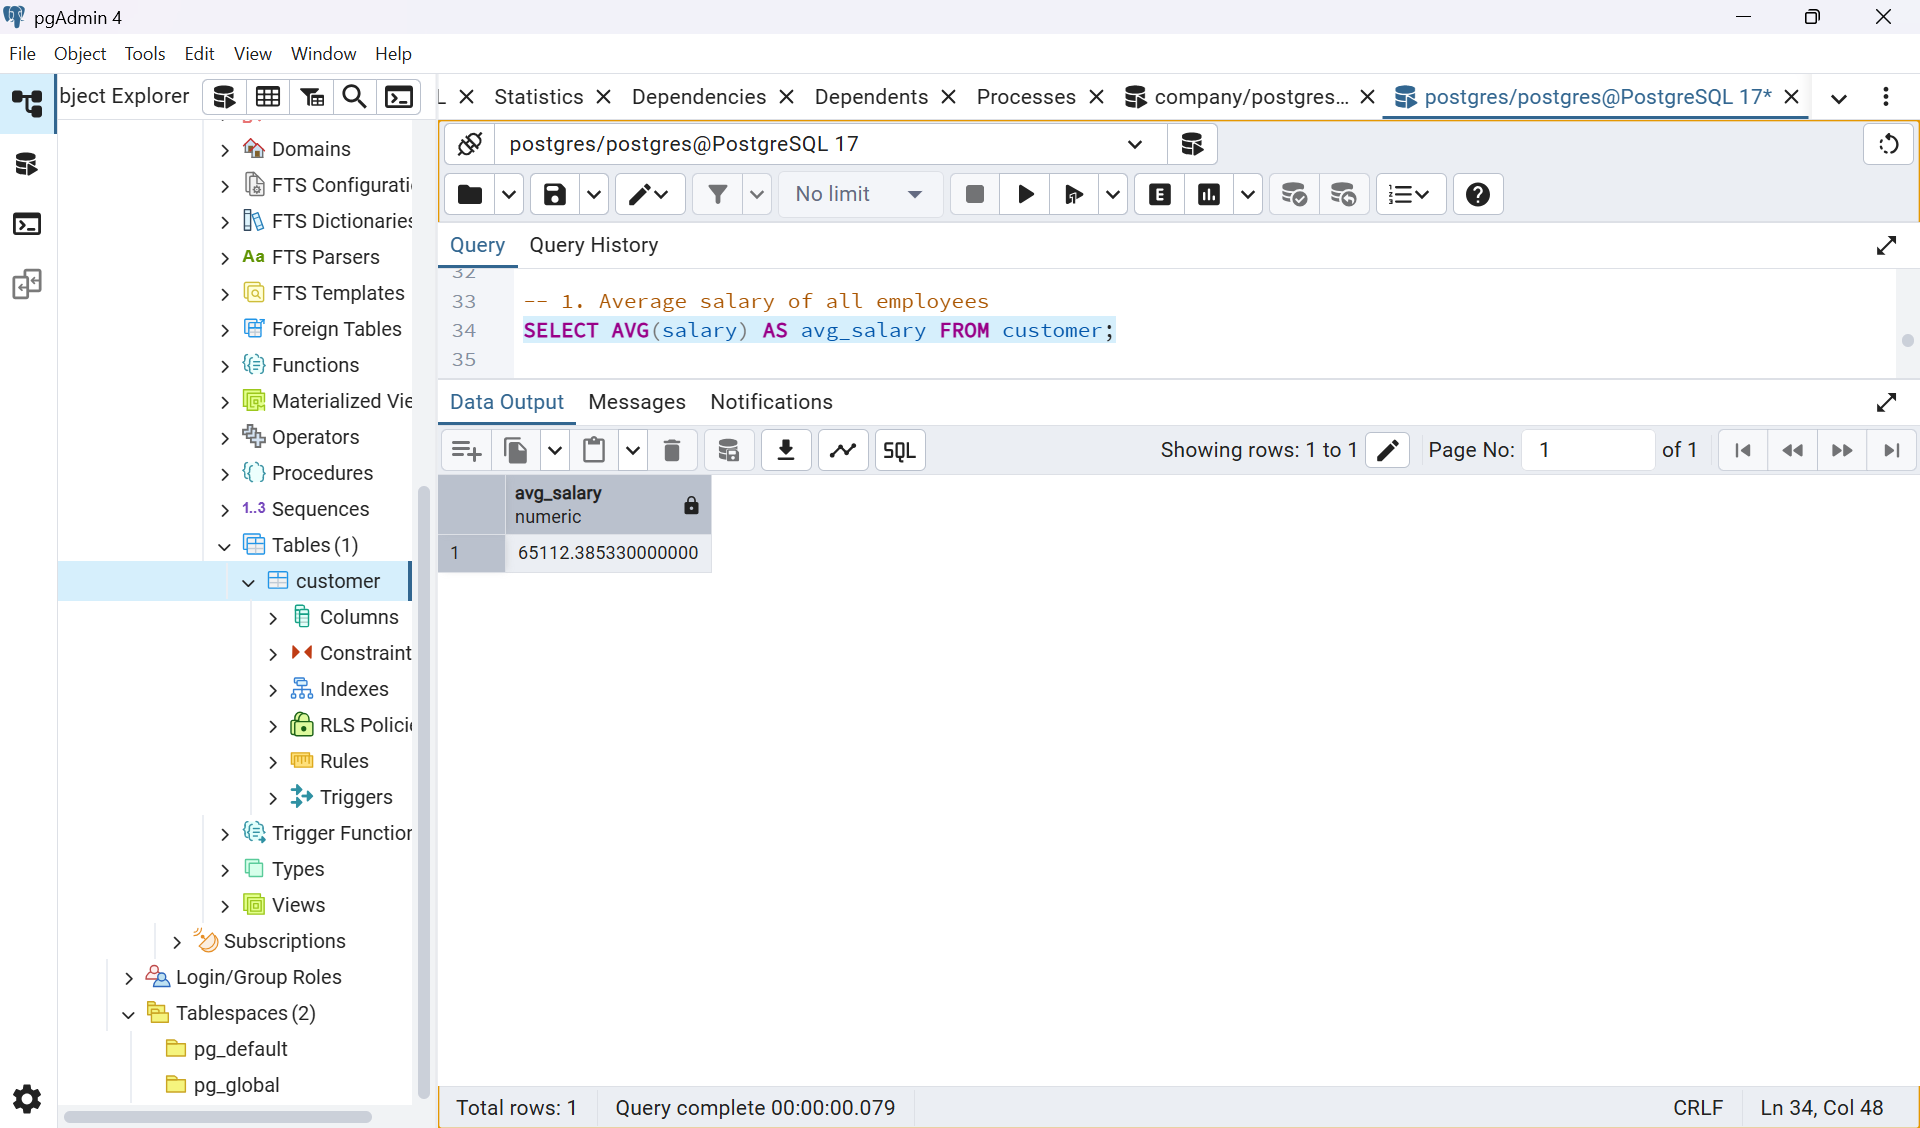 pgAdmin 4
File Object Tools Edit View Window Help
bject Explorer
Statistics Dependencies Dependents Processes company/postgres... postgres/postgres@PostgreSQL 17*
postgres/postgres@PostgreSQL 17
No limit
E
Query Query History
32
33 -- 1. Average salary of all employees
34 SELECT AVG(salary) AS avg_salary FROM customer;
35
Data Output Messages Notifications
SQL Showing rows: 1 to 1 Page No: 1 of 1
avg_salary
numeric
1 65112.385330000000
Domains
FTS Configurati
FTS Dictionaries
Aa FTS Parsers
FTS Templates
Foreign Tables
Functions
Materialized Vie
Operators
Procedures
1..3 Sequences
Tables (1)
customer
Columns
Constraint
Indexes
RLS Policie
Rules
Triggers
Trigger Function
Types
Views
Subscriptions
Login/Group Roles
Tablespaces (2)
pg_default
pg_global
Total rows: 1 Query complete 00:00:00.079 CRLF Ln 34, Col 48